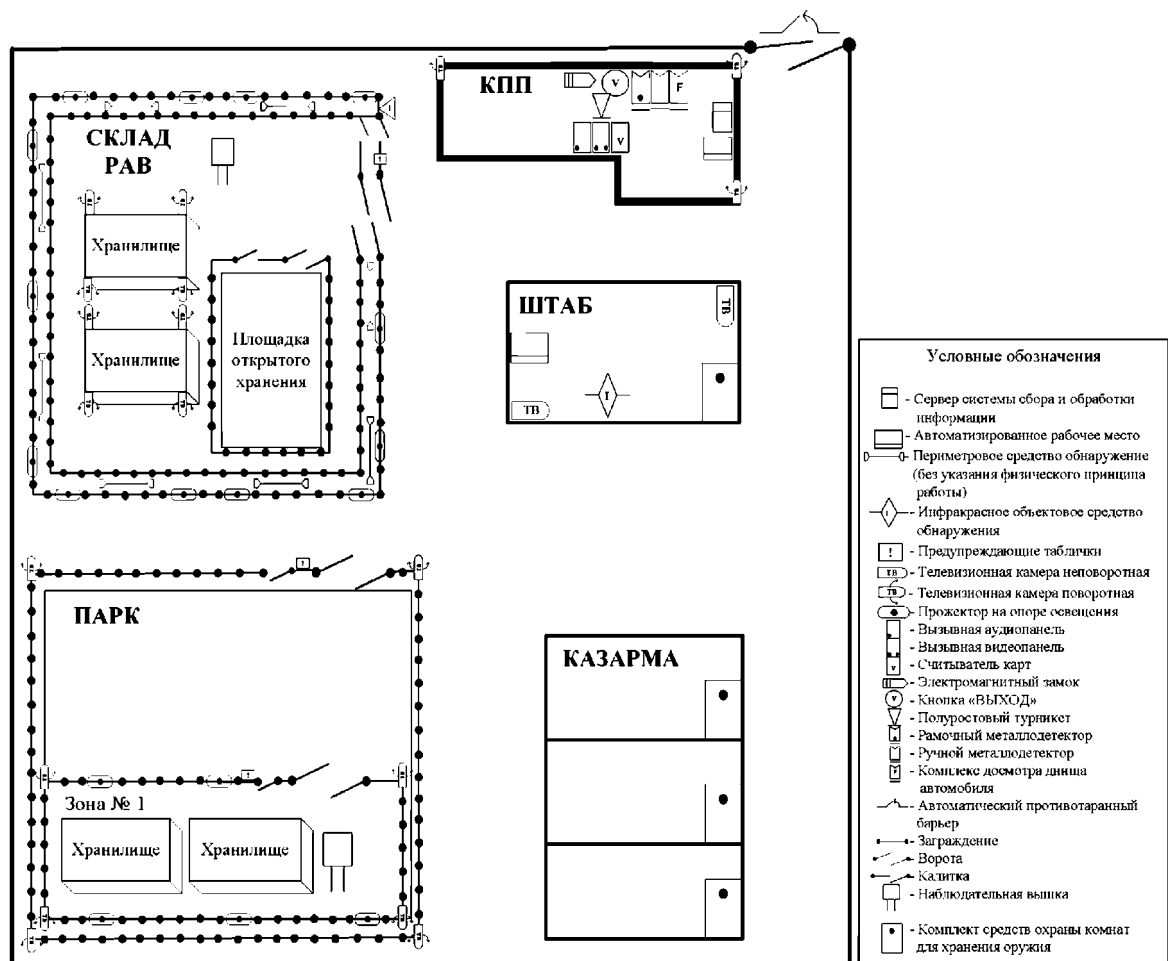 КПП
СКЛАД
РАВ
Хранилище
Хранилище
Площадка
открытого
хранения
ШТАБ
ТВ
ТВ
I
ПАРК
Зона № 1
Хранилище
Хранилище
КАЗАРМА
Условные обозначения
- Сервер системы сбора и обработки
информации
- Автоматизированное рабочее место
- Периметровое средство обнаружение
(без указания физического принципа
работы)
- Инфракрасное объектовое средство
обнаружения
! - Предупреждающие таблички
ТВ - Телевизионная камера неповоротная
ТВ - Телевизионная камера поворотная
- Прожектор на опоре освещения
- Вызывная аудиопанель
- Вызывная видеопанель
v - Считыватель карт
- Электромагнитный замок
V - Кнопка «ВЫХОД»
- Полуростовый турникет
- Рамочный металлодетектор
- Ручной металлодетектор
- Комплекс досмотра днища
автомобиля
- Автоматический противотаранный
барьер
- Заграждение
- Ворота
- Калитка
- Наблюдательная вышка
- Комплект средств охраны комнат
для хранения оружия